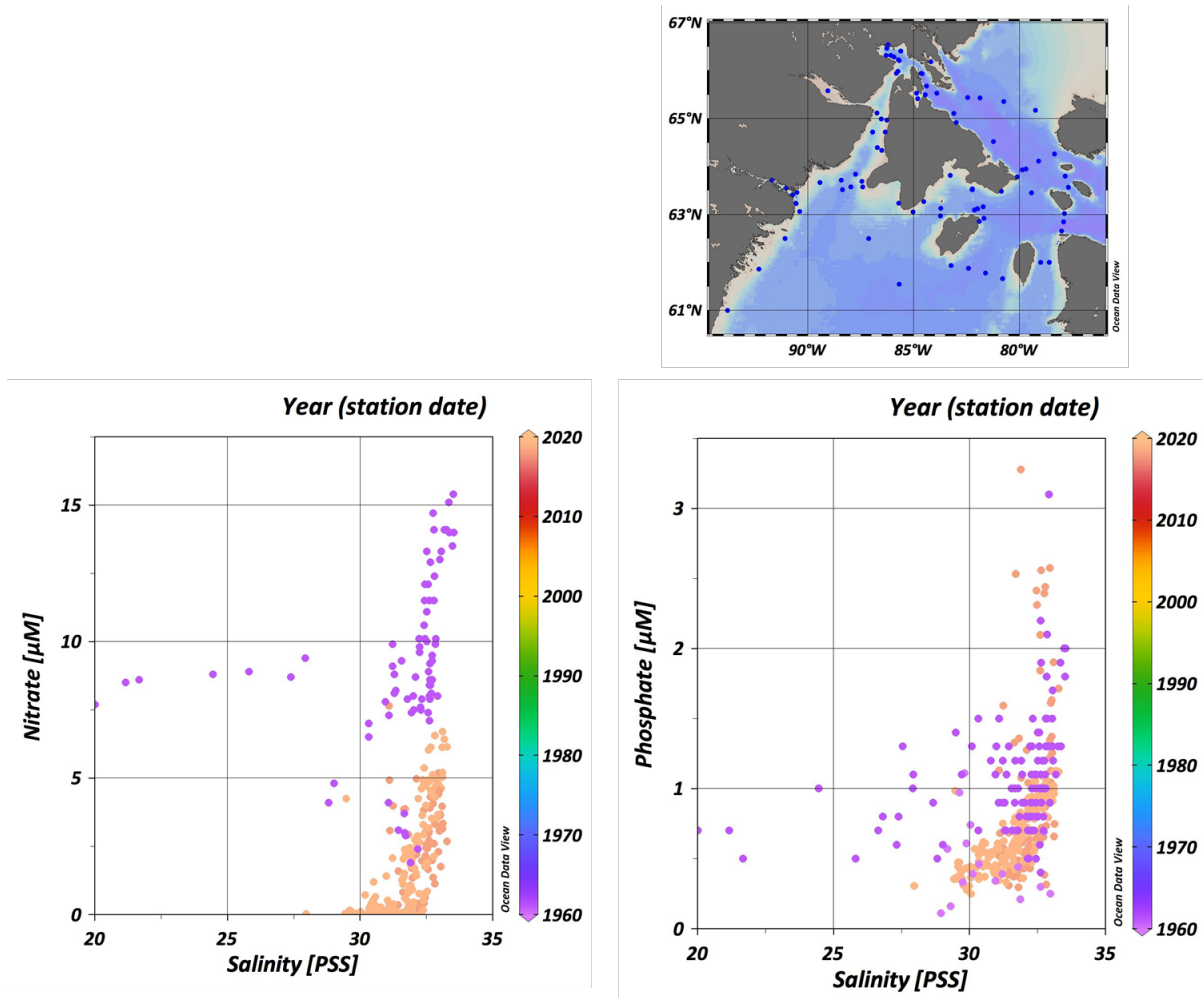 67°N
65°N
63°N
61°N
90°W 85°W 80°W
Ocean Data View
Year (station date)
Nitrate [µM]
15
10
5
0
20 25 30 35
Salinity [PSS]
2020
2010
2000
1990
1980
1970
1960
Ocean Data View
Year (station date)
Phosphate [µM]
3
2
1
0
20 25 30 35
Salinity [PSS]
2020
2010
2000
1990
1980
1970
1960
Ocean Data View